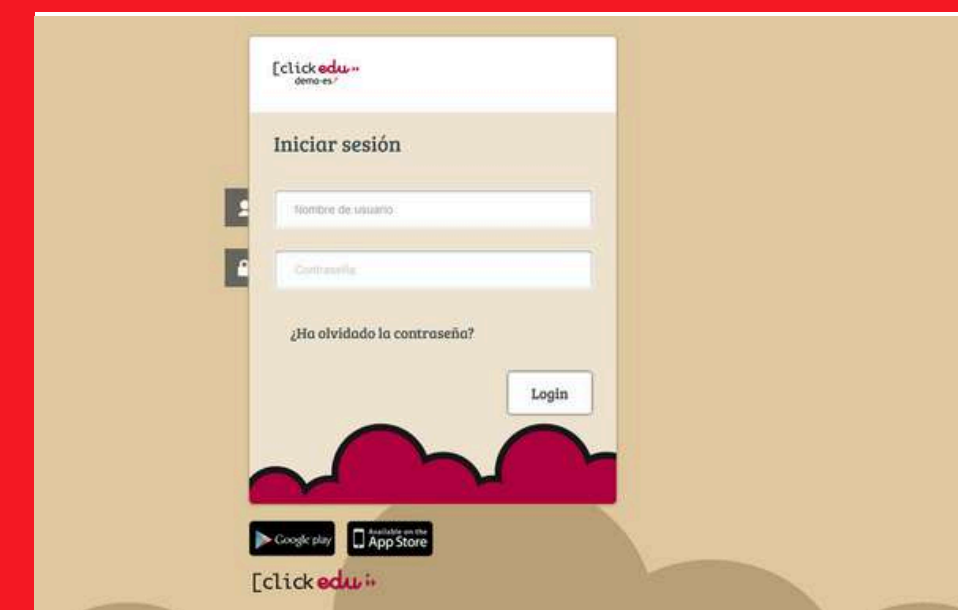 [click edu
demo-es
Iniciar sesión
Nombre de usuario
Contraseña
¿Ha olvidado la contraseña?
Login
Google play
Available on the
App Store
[click edu